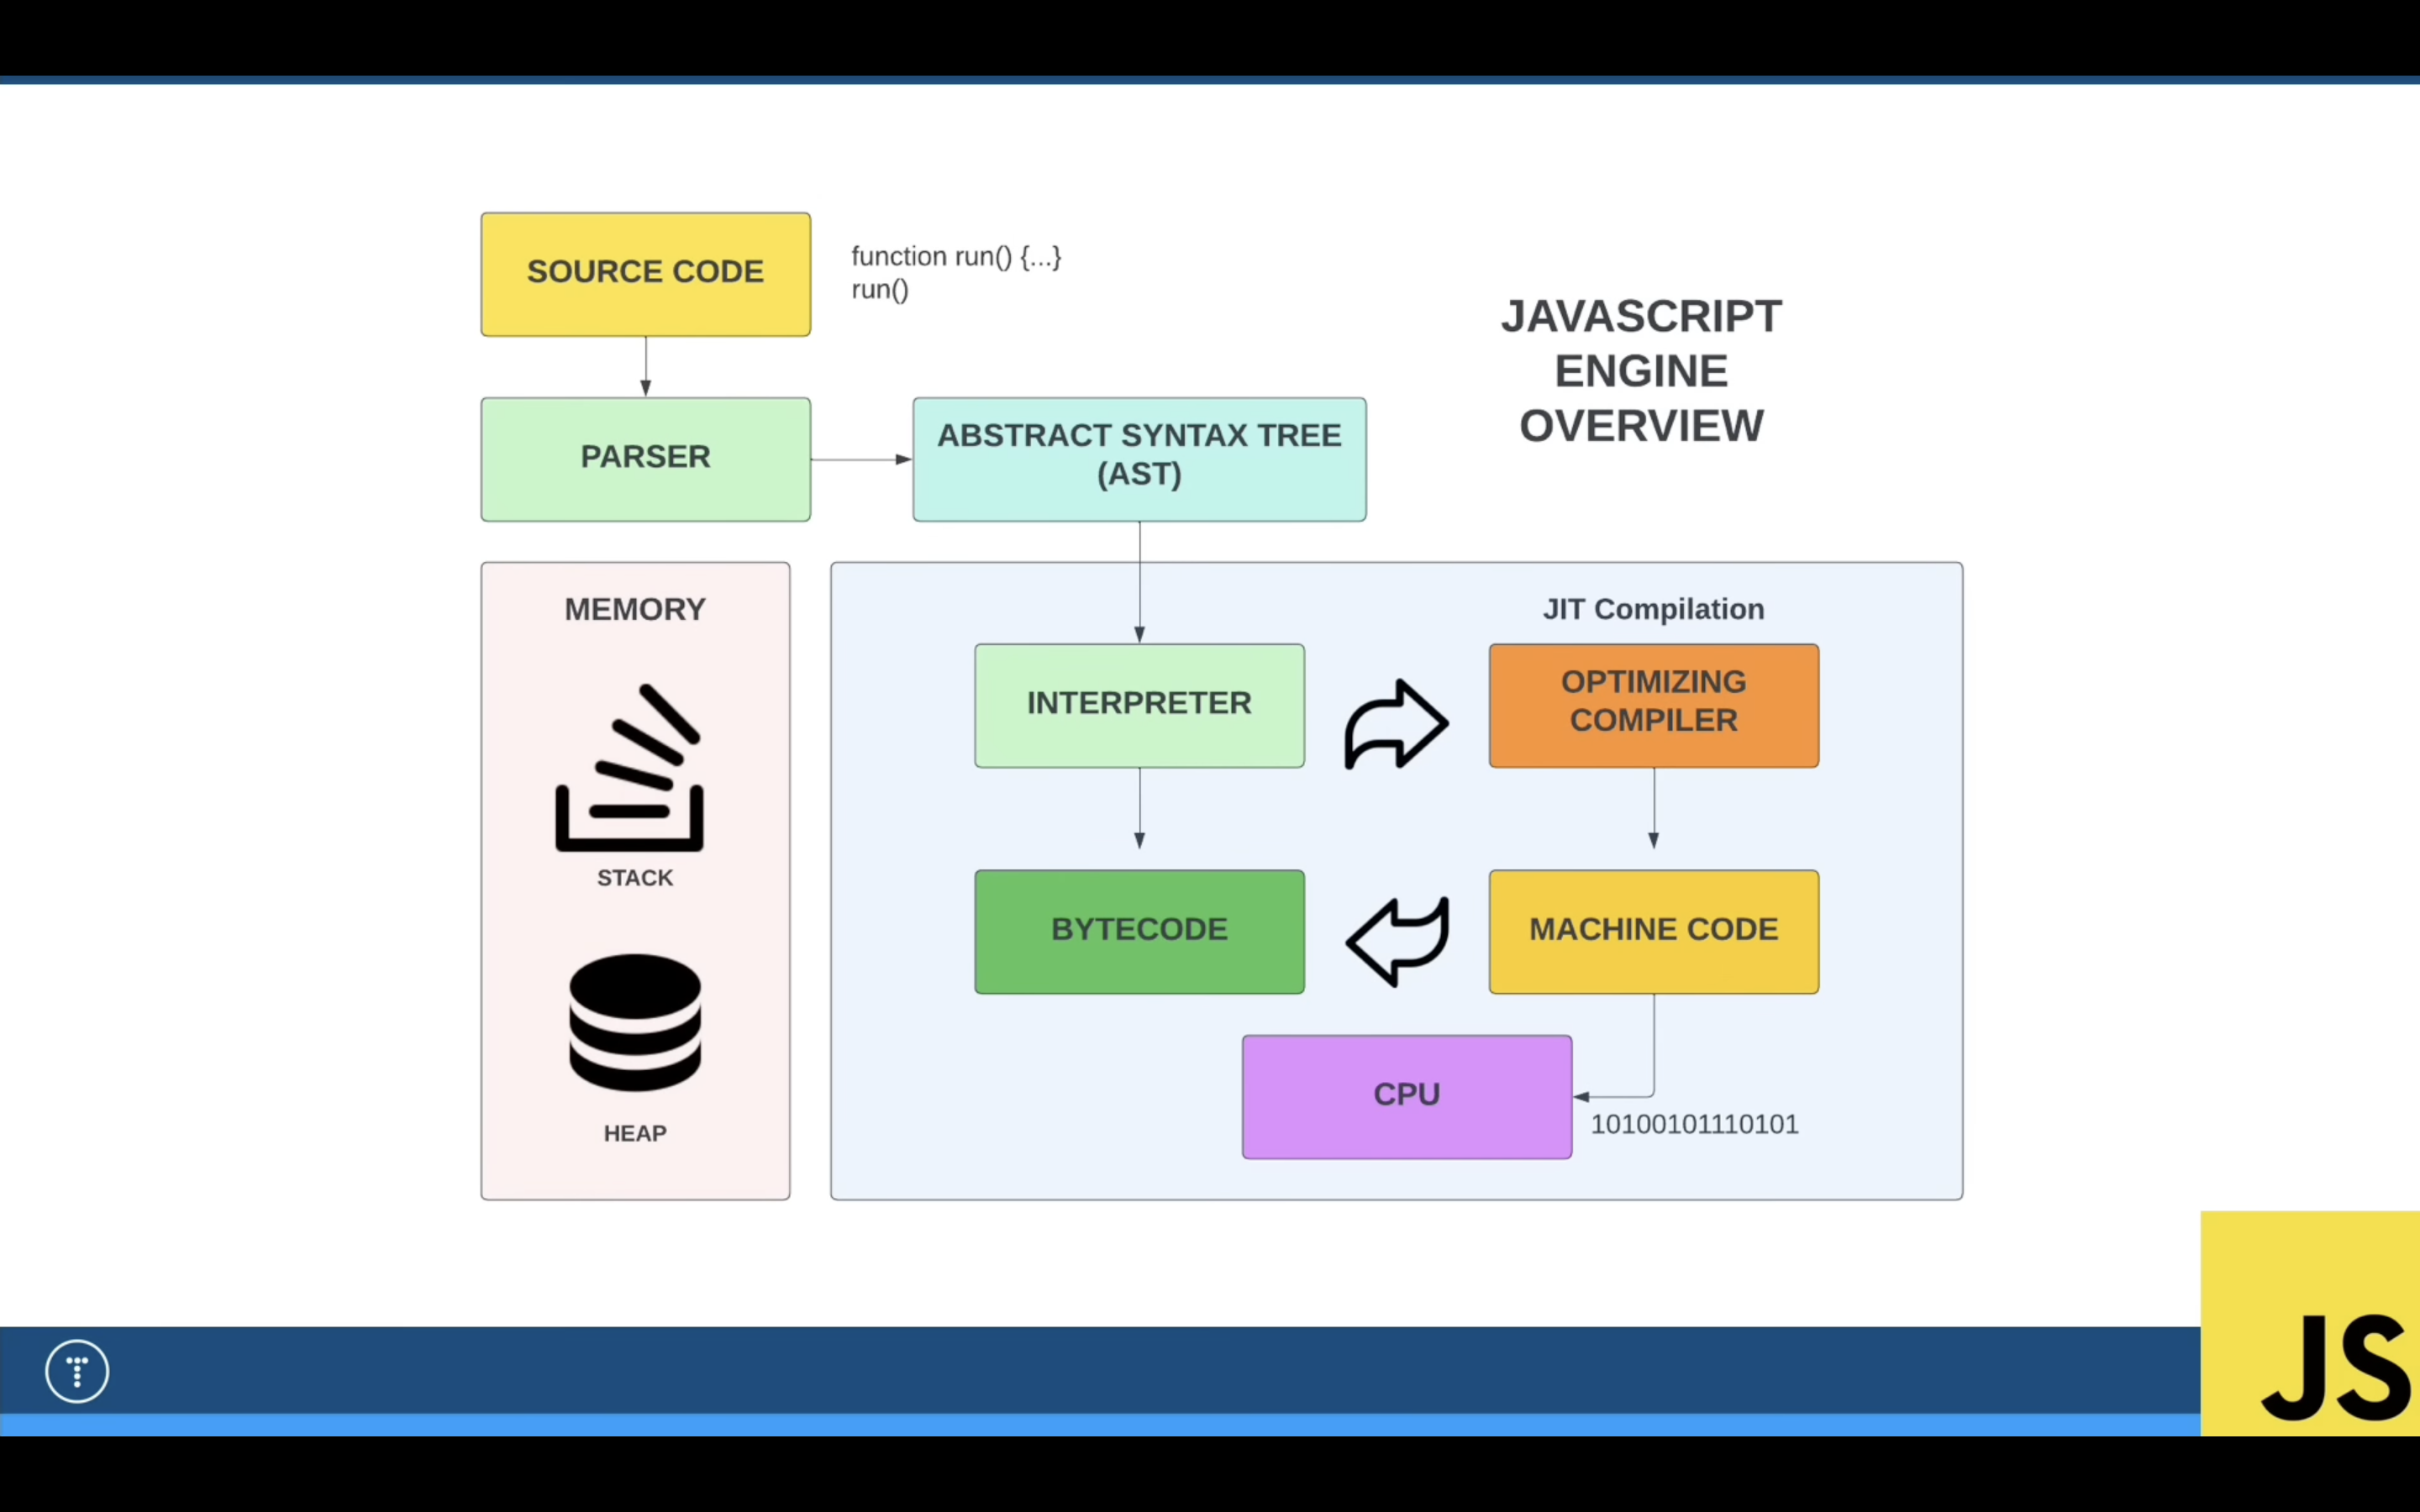 SOURCE CODE
function run() {...}
run()
JAVASCRIPT
ENGINE
OVERVIEW
PARSER
ABSTRACT SYNTAX TREE
(AST)
MEMORY
STACK
HEAP
JIT Compilation
INTERPRETER
OPTIMIZING
COMPILER
BYTECODE
MACHINE CODE
CPU
10100101110101
T
JS